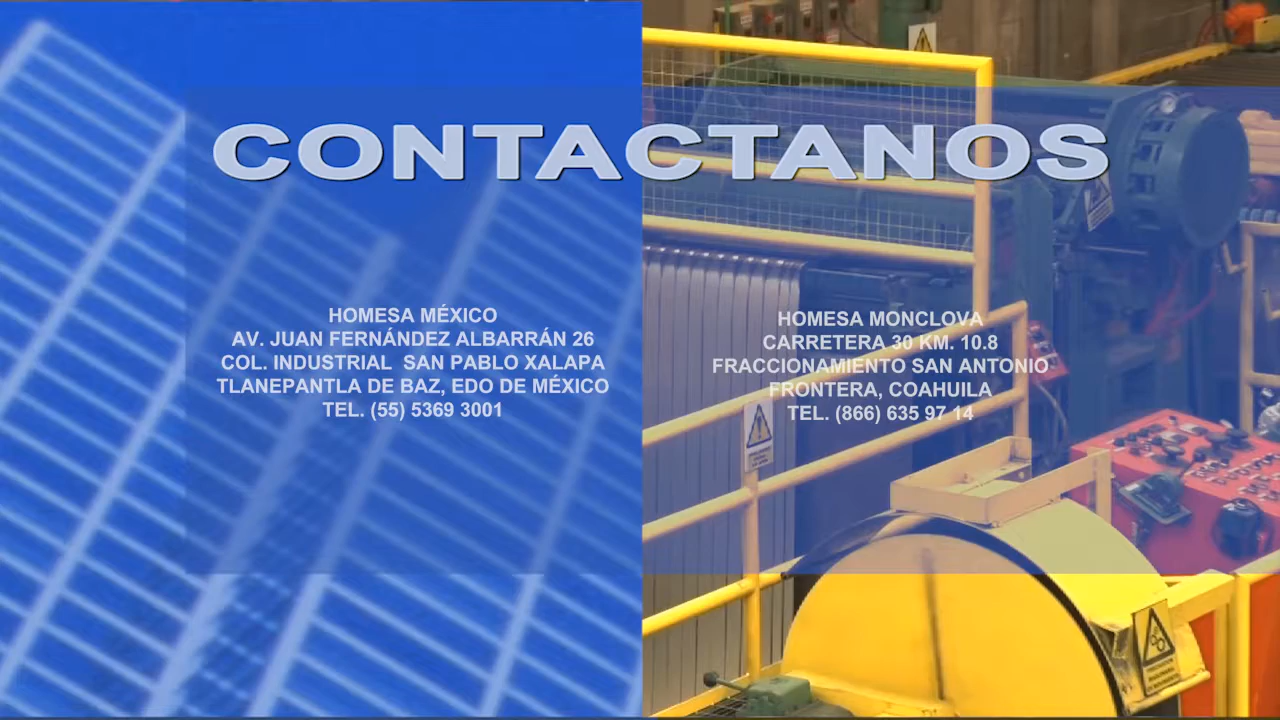 CONTACTANOS
HOMESA MÉXICO
AV. JUAN FERNÁNDEZ ALBARRÁN 26
COL. INDUSTRIAL  SAN PABLO XALAPA
TLANEPANTLA DE BAZ, EDO DE MÉXICO
TEL. (55) 5369 3001
HOMESA MONCLOVA
CARRETERA 30 KM. 10.8
FRACCIONAMIENTO SAN ANTONIO
FRONTERA, COAHUILA
TEL. (866) 635 97 14